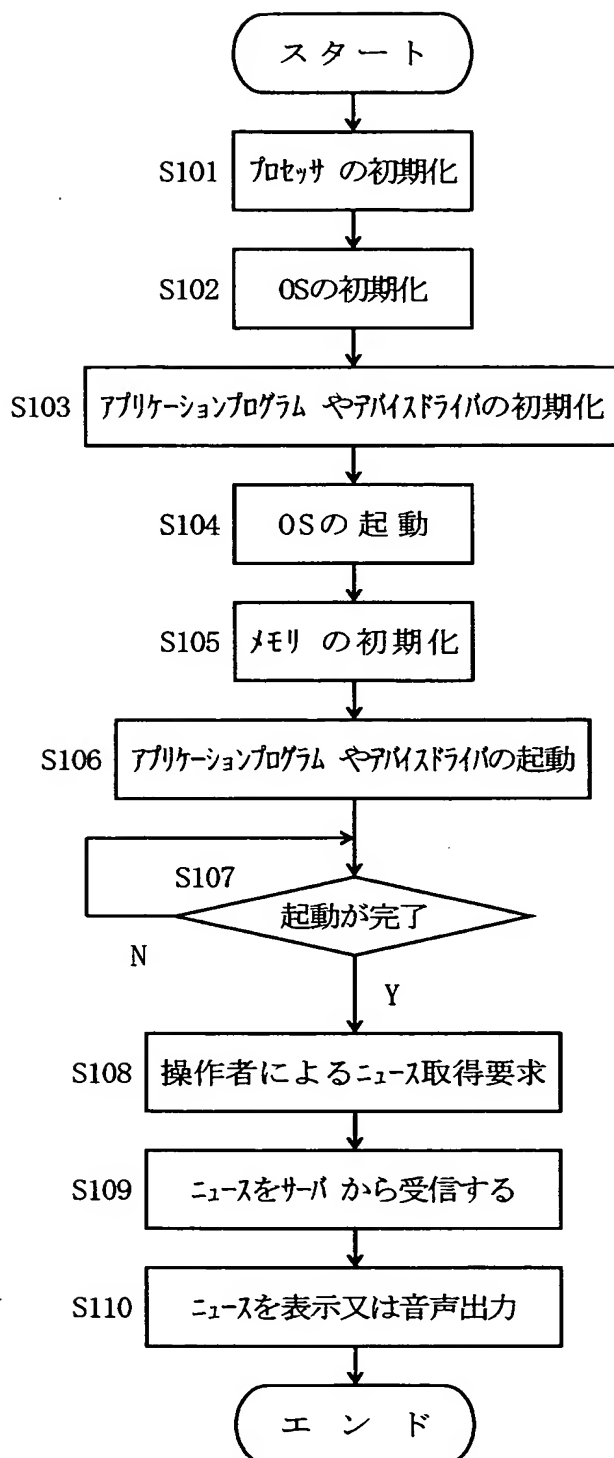 スタート
S101 プロセッサ の初期化
S102 OSの初期化
S103 アプリケーションプログラム やデバイスドライバの初期化
S104 OSの起動
S105 メモリ の初期化
S106 アプリケーションプログラム やデバイスドライバの起動
S107
起動が完了
N
Y
S108 操作者によるニュース取得要求
S109 ニュースをサーバ から受信する
S110 ニュースを表示又は音声出力
エンド